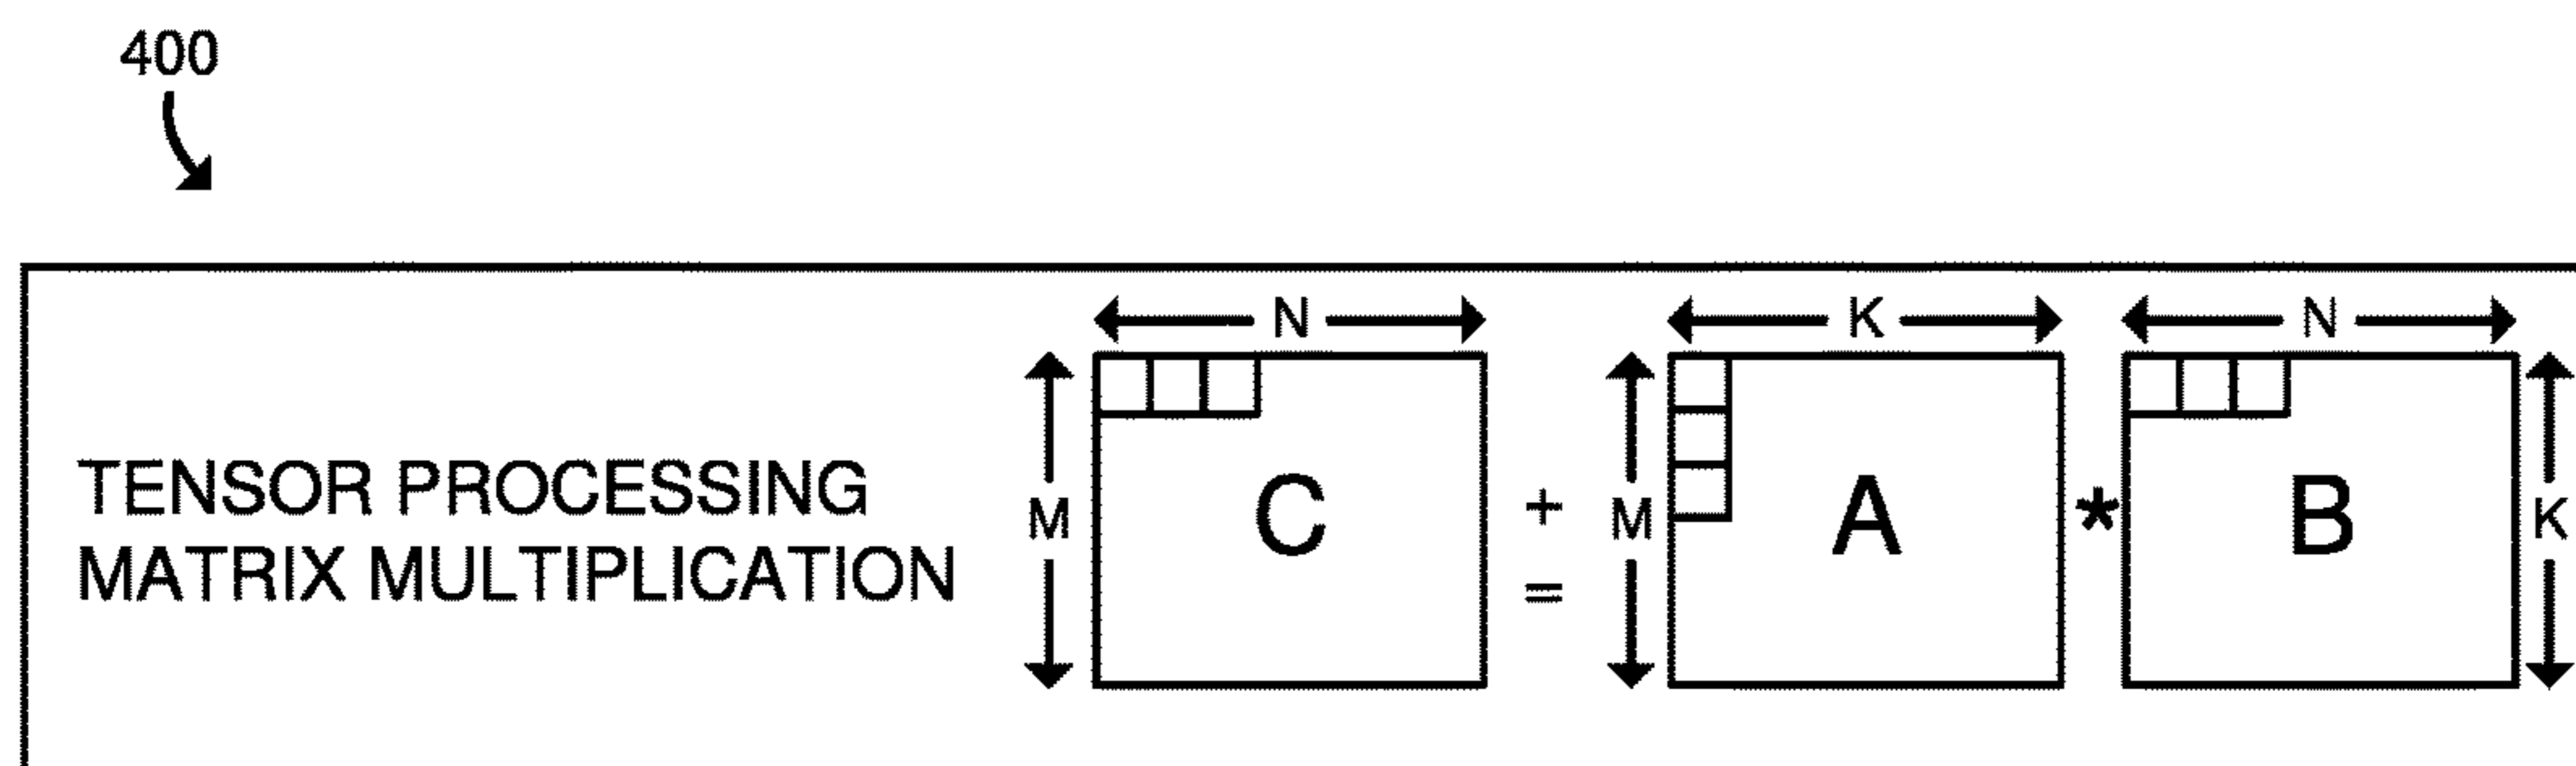 400
N K N
TENSOR PROCESSING
MATRIX MULTIPLICATION
M C + M A * B K
=